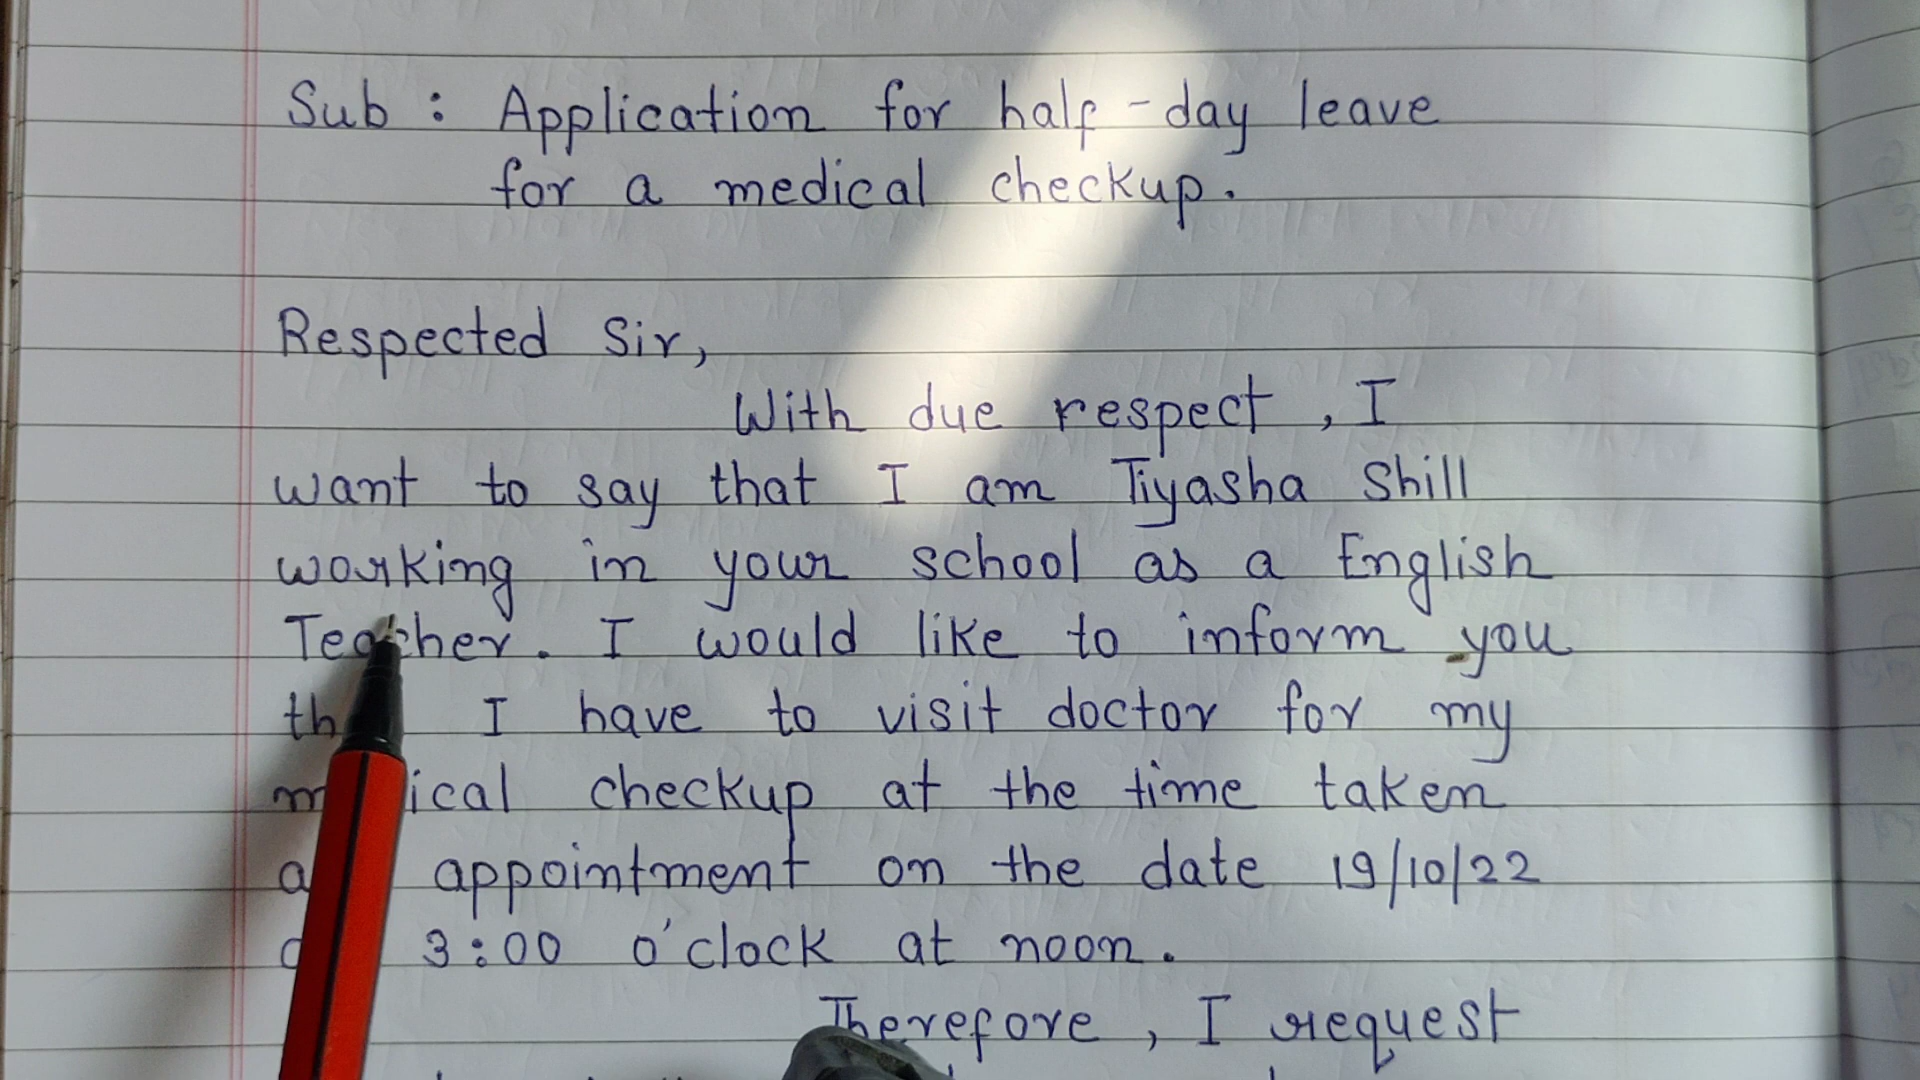 Sub : Application for half-day leave
for a medical checkup.
Respected Sir,
With due respect, I
want to say that I am Tiyasha Shill
working in your school as a English
Teacher. I would like to inform you
I have to visit doctor for my
checkup at the time taken
appointment on the date 19/10/22
3:00 o'clock at noon.
Therefore, I request